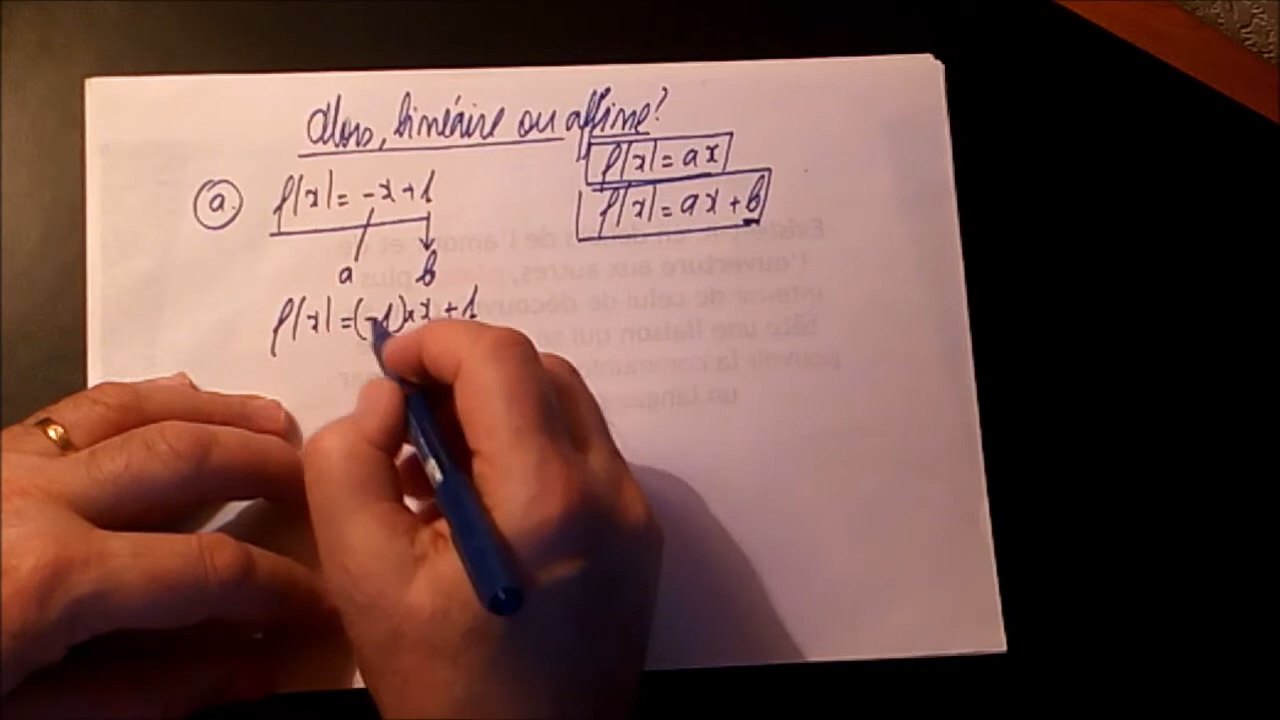 Alors, linéaire ou affine?
f(x) = ax
f(x) = ax + b
a. f(x) = -x + 1
a b
f(x) = (-1) × x + 1